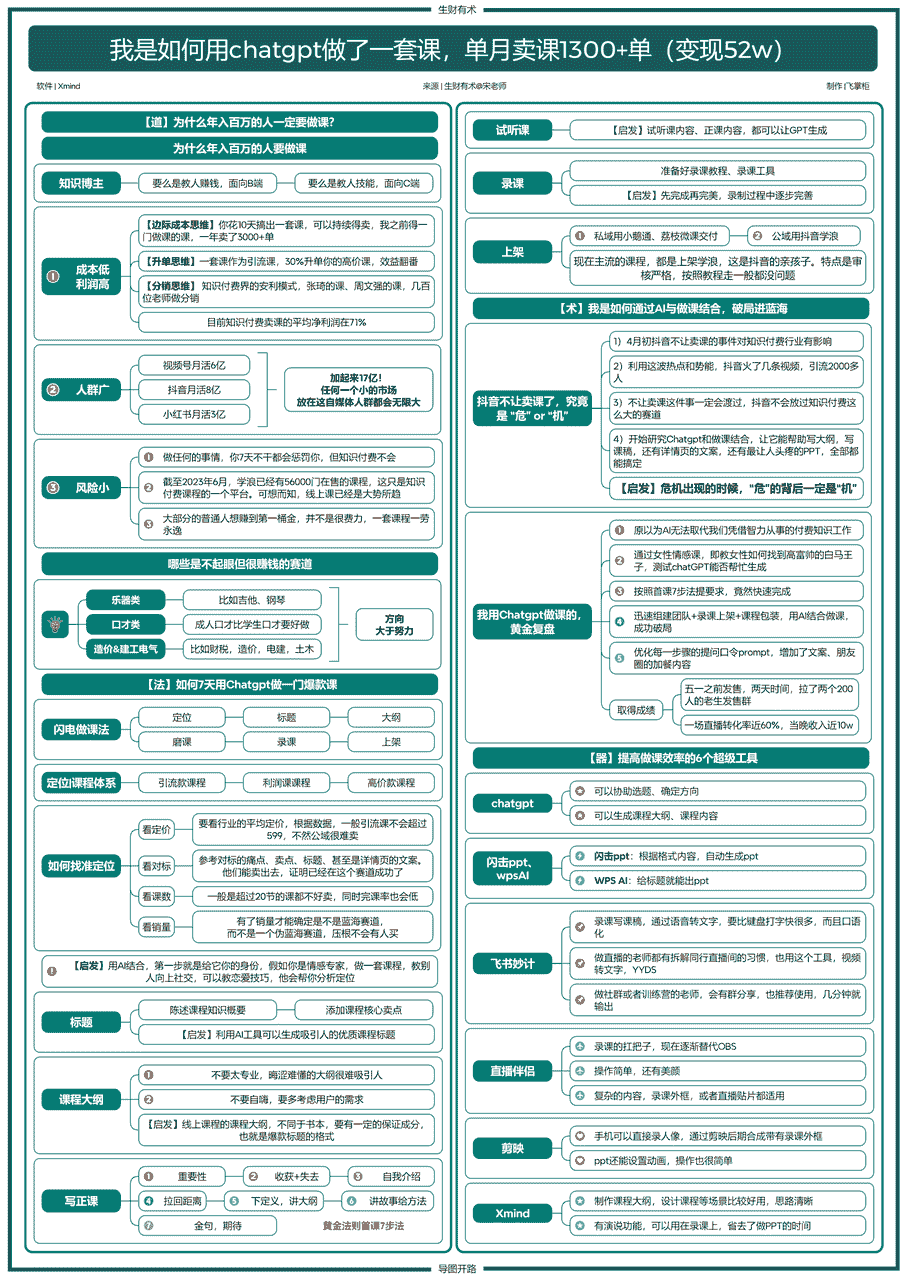 生财有术
我是如何用chatgpt做了一套课，单月卖课1300+单（变现52w）
软件 | Xmind
来源 | 生财有术@宋老师
制作 | 飞掌柜
【道】为什么年入百万的人一定要做课？
为什么年入百万的人要做课
知识博主
要么是教人赚钱，面向B端
要么是教人技能，面向C端
1
成本低
利润高
【边际成本思维】你花10天搞出一套课，可以持续得卖，我之前得一
门做课的课，一年卖了3000+单
【升单思维】一套课作为引流课，30%升单你的高价课，效益翻番
【分销思维】 知识付费界的安利模式，张琦的课、周文强的课，几百
位老师做分销
目前知识付费卖课的平均净利润在71%
2
人群广
视频号月活6亿
抖音月活8亿
小红书月活3亿
加起来17亿！
任何一个小的市场
放在这自媒体人群都会无限大
3
风险小
1 做任何的事情，你7天不干都会惩罚你，但知识付费不会
2 截至2023年6月，学浪已经有56000门在售的课程，这只是知识
付费课程的一个平台。可想而知，线上课已经是大势所趋
3 大部分的普通人想赚到第一桶金，并不是很费力，一套课程一劳
永逸
哪些是不起眼但很赚钱的赛道
乐器类
比如吉他、钢琴
口才类
成人口才比学生口才要好做
造价&建工电气
比如财税，造价，电建，土木
方向
大于努力
【法】如何7天用Chatgpt做一门爆款课
闪电做课法
定位
标题
大纲
磨课
录课
上架
定位|课程体系
引流款课程
利润课课程
高价款课程
如何找准定位
看定价
要看行业的平均定价，根据数据，一般引流课不会超过
599，不然公域很难卖
看对标
参考对标的痛点、卖点、标题、甚至是详情页的文案。
他们能卖出去，证明已经在这个赛道成功了
看课数
一般是超过20节的课都不好卖，同时完课率也会低
看销量
有了销量才能确定是不是蓝海赛道，
而不是一个伪蓝海赛道，压根不会有人买
【启发】用AI结合，第一步就是给它你的身份，假如你是情感专家，做一套课程，教别
人向上社交，可以教恋爱技巧，他会帮你分析定位
标题
陈述课程知识概要
添加课程核心卖点
【启发】利用AI工具可以生成吸引人的优质课程标题
课程大纲
1 不要太专业，晦涩难懂的大纲很难吸引人
2 不要自嗨，要多考虑用户的需求
【启发】线上课程的课程大纲，不同于书本，要有一定的保证成分，
也就是爆款标题的格式
写正课
1 重要性
2 收获+失去
3 自我介绍
4 拉回距离
5 下定义，讲大纲
6 讲故事给方法
7 金句，期待
黄金法则首课7步法
试听课
【启发】试听课内容、正课内容，都可以让GPT生成
录课
准备好录课教程、录课工具
【启发】先完成再完美，录制过程中逐步完善
上架
1 私域用小鹅通、荔枝微课交付
2 公域用抖音学浪
现在主流的课程，都是上架学浪，这是抖音的亲孩子。特点是审
核严格，按照教程走一般都没问题
【术】我是如何通过AI与做课结合，破局进蓝海
抖音不让卖课了，究竟
是 “危” or “机”
1）4月初抖音不让卖课的事件对知识付费行业有影响
2）利用这波热点和势能，抖音火了几条视频，引流2000多
人
3）不让卖课这件事一定会渡过，抖音不会放过知识付费这
么大的赛道
4）开始研究Chatgpt和做课结合，让它能帮助写大纲，写
课稿，还有详情页的文案，还有最让人头疼的PPT，全部都
能搞定
【启发】危机出现的时候，“危”的背后一定是“机”
我用Chatgpt做课的，
黄金复盘
1 原以为AI无法取代我们凭借智力从事的付费知识工作
2 通过女性情感课，即教女性如何找到高富帅的白马王
子，测试chatGPT能否帮忙生成
3 按照首课7步法提要求，竟然快速完成
4 迅速组建团队+录课上架+课程包装，用AI结合做课，
成功破局
5 优化每一步骤的提问口令prompt，增加了文案、朋友
圈的加餐内容
取得成绩
五一之前发售，两天时间，拉了两个200
人的老生发售群
一场直播转化率近60%，当晚收入近10w
【器】提高做课效率的6个超级工具
chatgpt
可以协助选题、确定方向
可以生成课程大纲、课程内容
闪击ppt、
wpsAI
闪击ppt：根据格式内容，自动生成ppt
WPS AI：给标题就能出ppt
飞书妙计
录课写课稿，通过语音转文字，要比键盘打字快很多，而且口语
化
做直播的老师都有拆解同行直播间的习惯，也用这个工具，视频
转文字，YYDS
做社群或者训练营的老师，会有群分享，也推荐使用，几分钟就
输出
直播伴侣
录课的扛把子，现在逐渐替代OBS
操作简单，还有美颜
复杂的内容，录课外框，或者直播贴片都适用
剪映
手机可以直接录人像，通过剪映后期合成带有录课外框
ppt还能设置动画，操作也很简单
Xmind
制作课程大纲，设计课程等场景比较好用，思路清晰
有演说功能，可以用在录课上，省去了做PPT的时间
导图开路